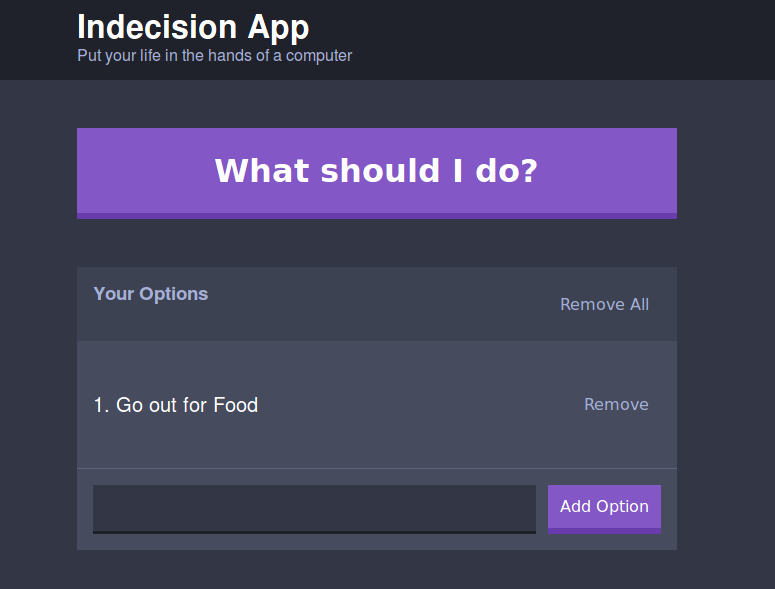 Indecision App
Put your life in the hands of a computer
What should I do?
Your Options
Remove All
1. Go out for Food
Remove
Add Option